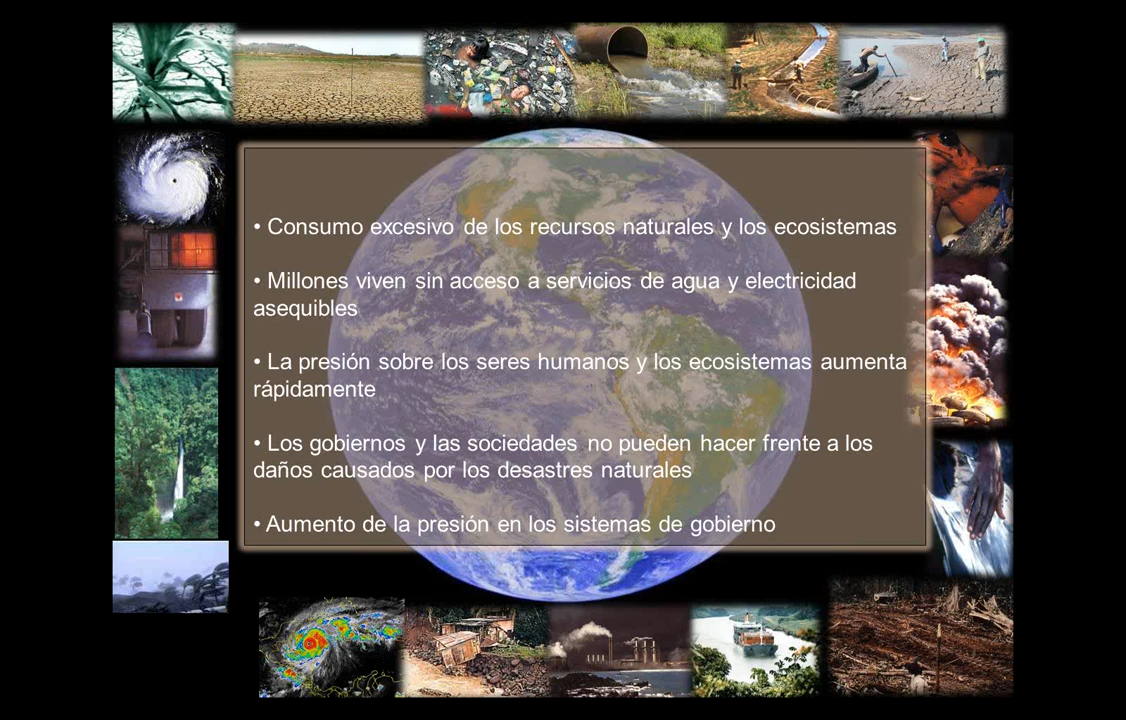 • Consumo excesivo de los recursos naturales y los ecosistemas
• Millones viven sin acceso a servicios de agua y electricidad
asequibles
• La presión sobre los seres humanos y los ecosistemas aumenta
rápidamente
• Los gobiernos y las sociedades no pueden hacer frente a los
daños causados por los desastres naturales
• Aumento de la presión en los sistemas de gobierno